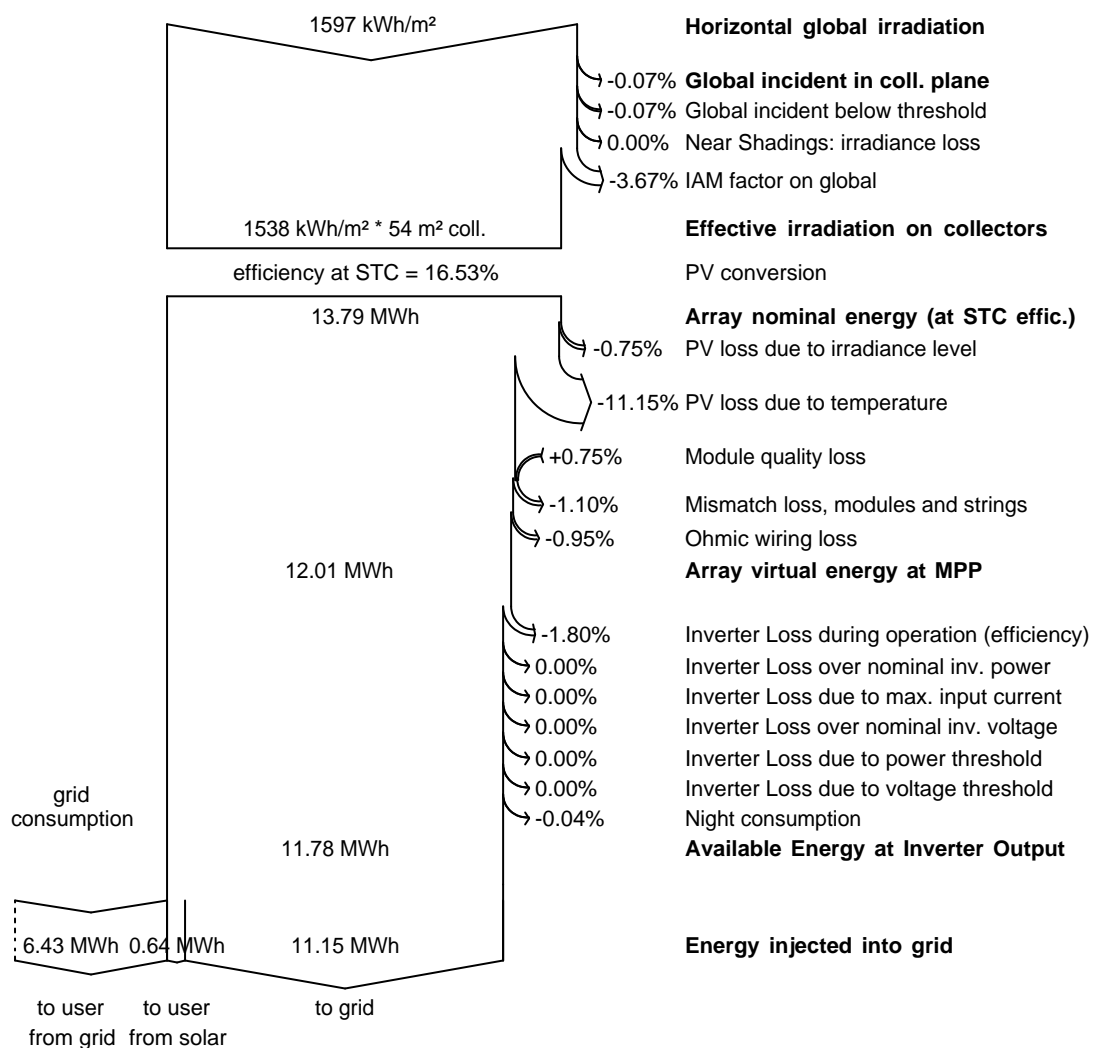 1597 kWh/m² Horizontal global irradiation
-0.07% Global incident in coll. plane
-0.07% Global incident below threshold
0.00% Near Shadings: irradiance loss
-3.67% IAM factor on global
1538 kWh/m² * 54 m² coll. Effective irradiation on collectors
efficiency at STC = 16.53% PV conversion
13.79 MWh Array nominal energy (at STC effic.)
-0.75% PV loss due to irradiance level
-11.15% PV loss due to temperature
+0.75% Module quality loss
-1.10% Mismatch loss, modules and strings
-0.95% Ohmic wiring loss
12.01 MWh Array virtual energy at MPP
-1.80% Inverter Loss during operation (efficiency)
0.00% Inverter Loss over nominal inv. power
0.00% Inverter Loss due to max. input current
0.00% Inverter Loss over nominal inv. voltage
0.00% Inverter Loss due to power threshold
0.00% Inverter Loss due to voltage threshold
grid
consumption
-0.04% Night consumption
11.78 MWh Available Energy at Inverter Output
6.43 MWh 0.64 MWh 11.15 MWh Energy injected into grid
to user to user to grid
from grid from solar